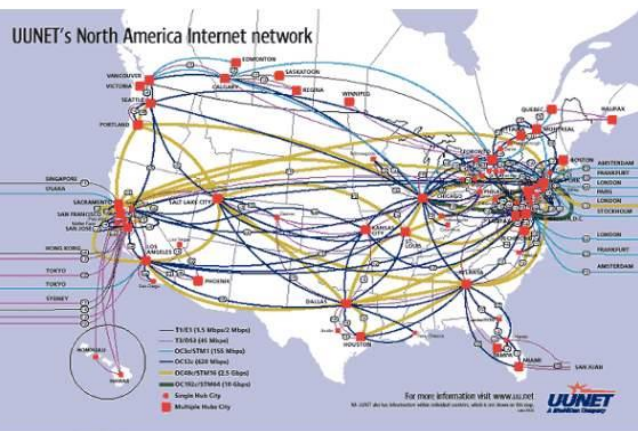 UUNET's North America Internet network
EDMONTON
SASKATOON
VANCOUVER
VICTORIA
CALGARY
REGINA
WINNIPEG
SEATTLE
QUEBEC
HALIFAX
PORTLAND
MONTREAL
TORONTO
BOSTON
AMSTERDAM
FRANKFURT
LONDON
PARIS
LONDON
STOCKHOLM
SINGAPORE
OSAKA
SACRAMENTO
SAN FRANCISCO
SAN JOSE
SALT LAKE CITY
CHICAGO
KANSAS
CITY
ST.
LOUIS
LONDON
FRANKFURT
AMSTERDAM
HONG KONG
LOS
ANGELES
TOKYO
TOKYO
SYDNEY
San Diego
PHOENIX
DALLAS
ATLANTA
HOUSTON
TAMPA
MIAMI
SAN JUAN
HONOLULU
T1/E1 (1.5 Mbps/2 Mbps)
T3/DS3 (45 Mbps)
OC3c/STM1 (155 Mbps)
OC12c (620 Mbps)
OC48c/STM16 (2.5 Gbps)
OC192c/STM64 (10 Gbps)
Single Hub City
Multiple Hubs City
For more information visit www.uu.net
UUNET
A WorldCom Company